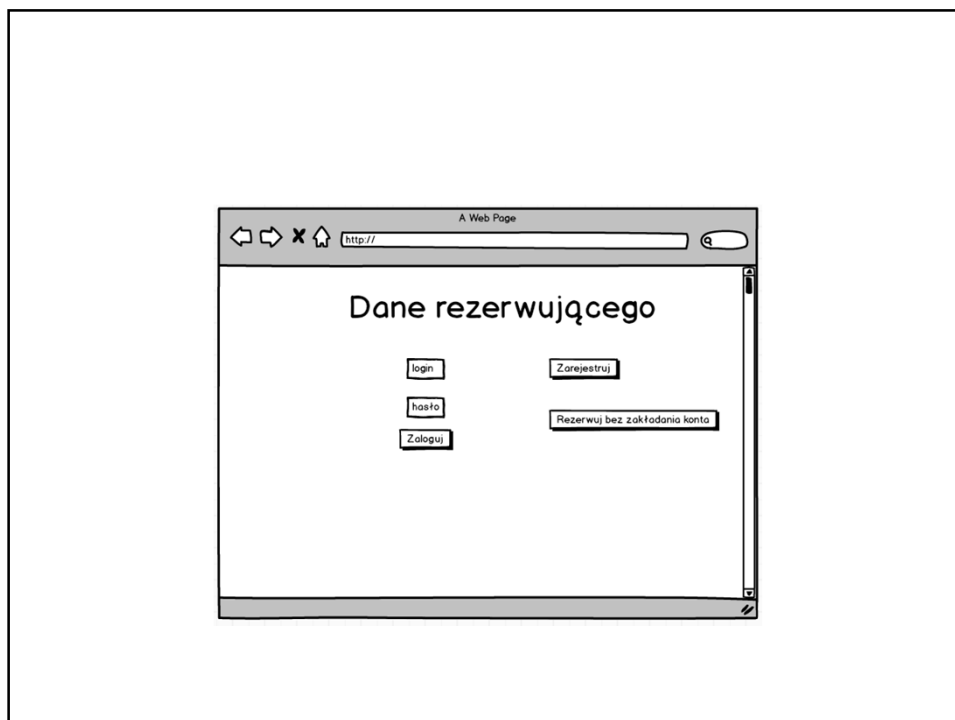 A Web Page
http://
Dane rezerwującego
login
Zarejestruj
hasło
Rezerwuj bez zakładania konta
Zaloguj